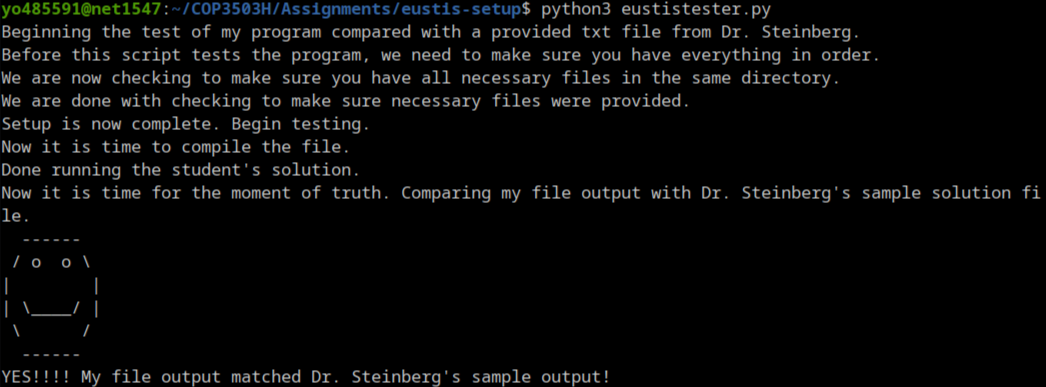 yo485591@net1547:~/COP3503H/Assignments/eustis-setup$ python3 eustistester.py
Beginning the test of my program compared with a provided txt file from Dr. Steinberg.
Before this script tests the program, we need to make sure you have everything in order.
We are now checking to make sure you have all necessary files in the same directory.
We are done with checking to make sure necessary files were provided.
Setup is now complete. Begin testing.
Now it is time to compile the file.
Done running the student's solution.
Now it is time for the moment of truth. Comparing my file output with Dr. Steinberg's sample solution fi
le.
  ------
 / o  o \
|        |
| \____/ |
 \      /
  ------
YES!!!! My file output matched Dr. Steinberg's sample output!